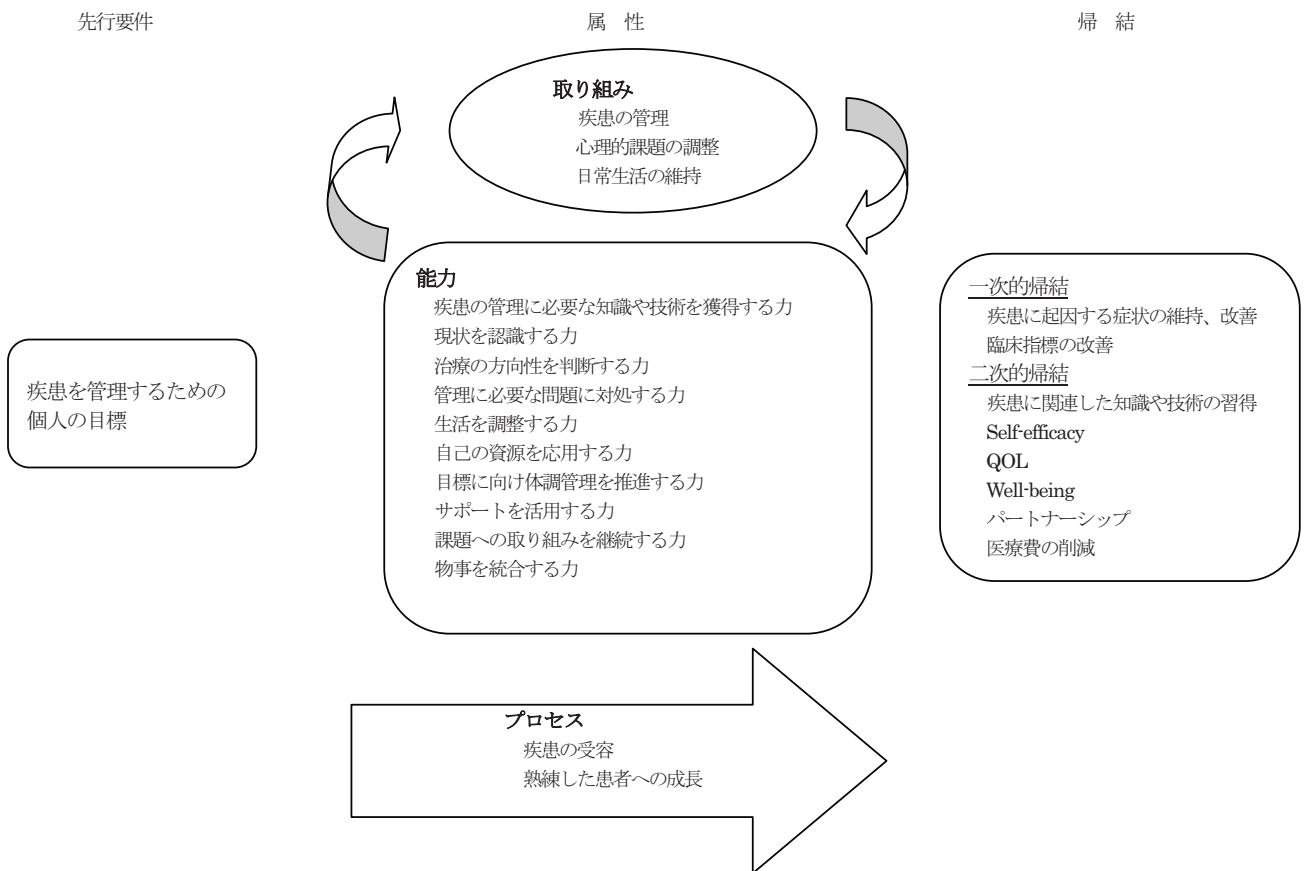 先行要件
属 性
帰 結
取り組み
疾患の管理
心理的課題の調整
日常生活の維持
能力
疾患の管理に必要な知識や技術を獲得する力
現状を認識する力
治療の方向性を判断する力
管理に必要な問題に対処する力
生活を調整する力
自己の資源を応用する力
目標に向け体調管理を推進する力
サポートを活用する力
課題への取り組みを継続する力
物事を統合する力
疾患を管理するための
個人の目標
一次的帰結
疾患に起因する症状の維持、改善
臨床指標の改善
二次的帰結
疾患に関連した知識や技術の習得
Self-efficacy
QOL
Well-being
パートナーシップ
医療費の削減
プロセス
疾患の受容
熟練した患者への成長